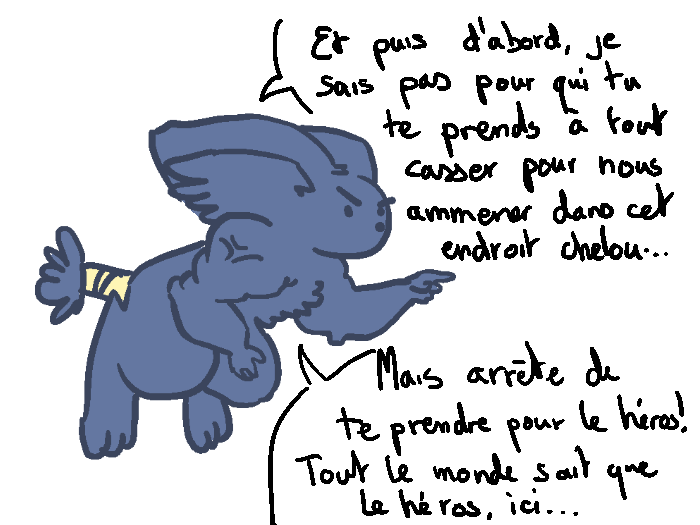 Et puis d'abord, je
sais pas pour qui tu
te prends à tout
casser pour nous
ammener dans cet
endroit chelou...
Mais arrête de
te prendre pour le héros!
Tout le monde sait que
le héros, ici...